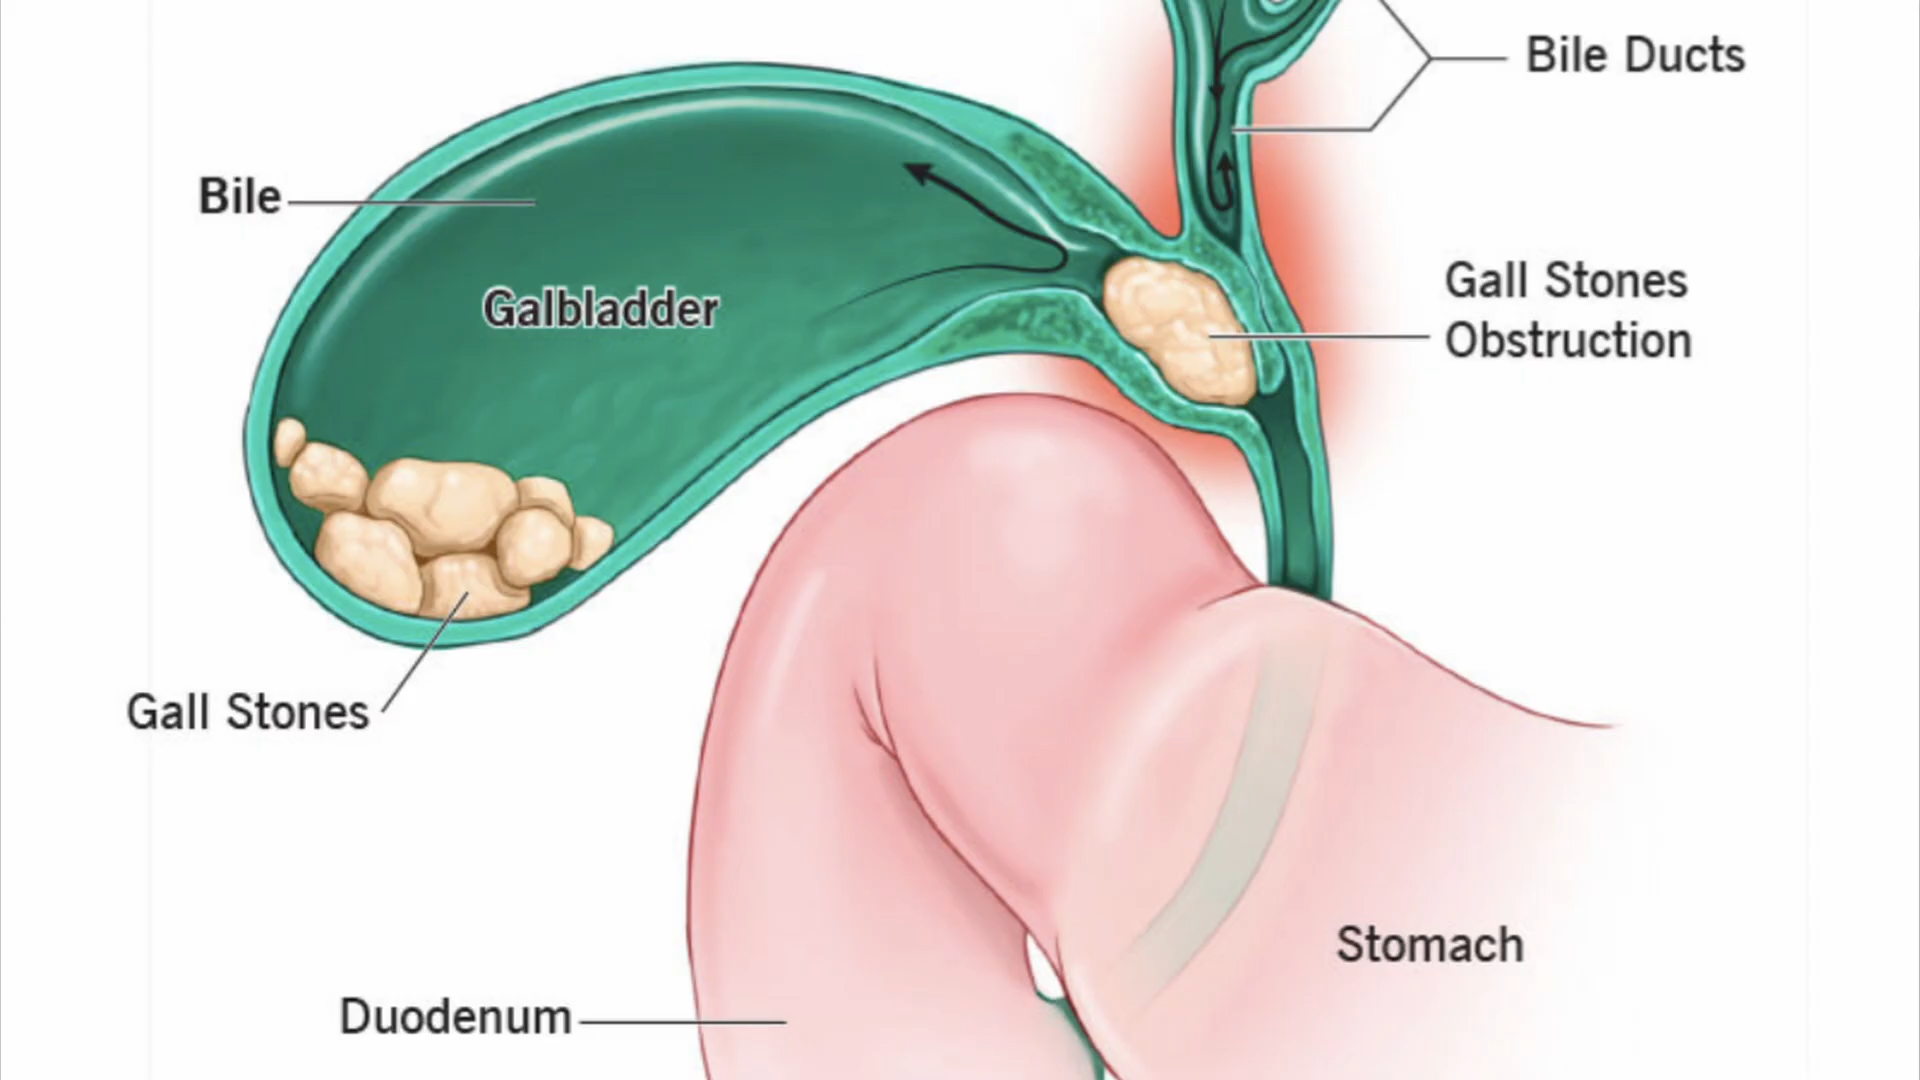 Bile Ducts
Bile
Galbladder
Gall Stones
Obstruction
Gall Stones
Stomach
Duodenum